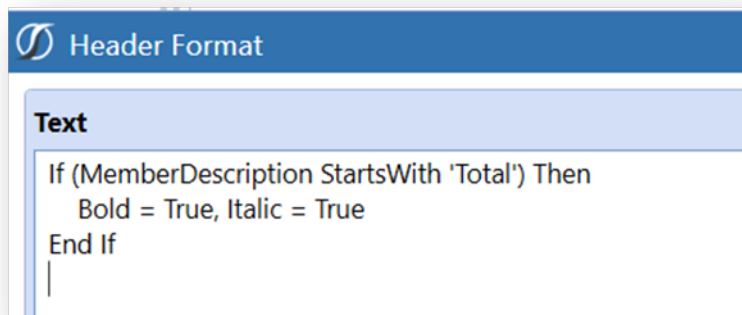 Header Format
Text
If (MemberDescription StartsWith 'Total') Then
Bold = True, Italic = True
End If